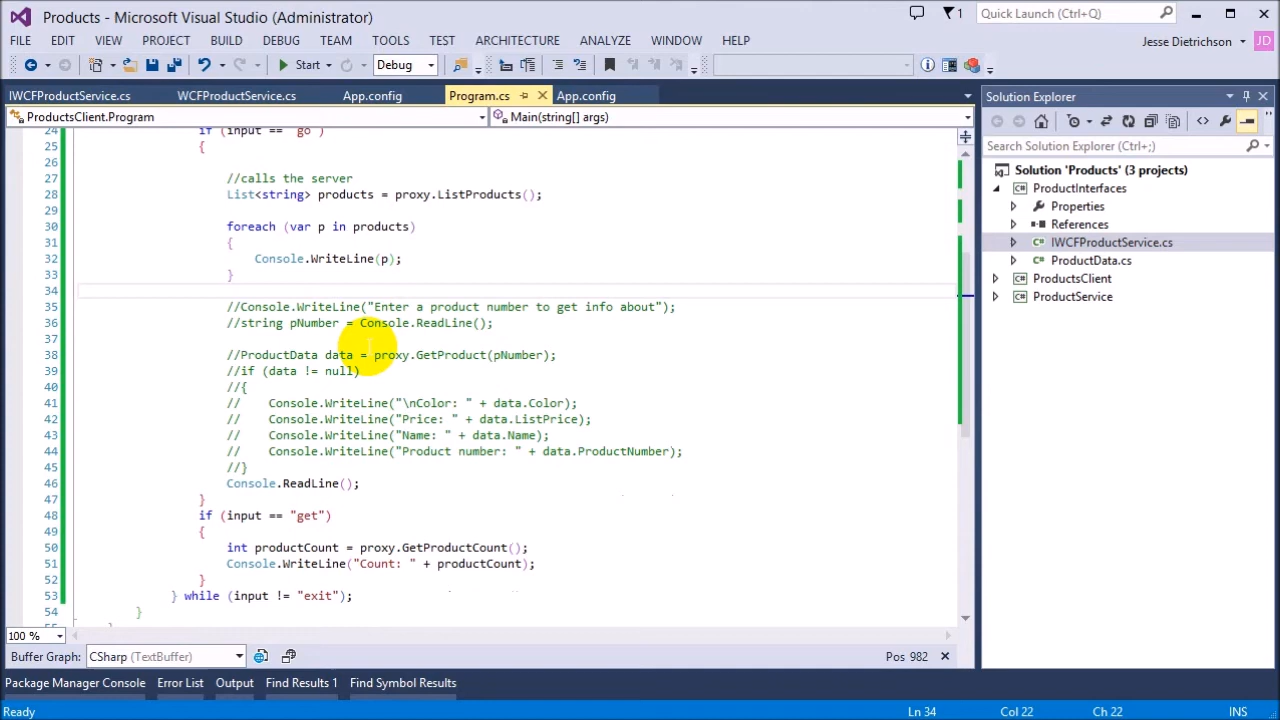 Products - Microsoft Visual Studio (Administrator)
1
Quick Launch (Ctrl+Q)
FILE EDIT VIEW PROJECT BUILD DEBUG TEAM TOOLS TEST ARCHITECTURE ANALYZE WINDOW HELP
Jesse Dietrichson JD
Start Debug
IWCFProductService.cs WCFProductService.cs App.config Program.cs App.config
ProductsClient.Program Main(string[] args)
24 if (input == "go")
25 {
26
27 //calls the server
28 List<string> products = proxy.ListProducts();
29
30 foreach (var p in products)
31 {
32 Console.WriteLine(p);
33 }
34
35 //Console.WriteLine("Enter a product number to get info about");
36 //string pNumber = Console.ReadLine();
37
38 //ProductData data = proxy.GetProduct(pNumber);
39 //if (data != null)
40 //{
41 // Console.WriteLine("\nColor: " + data.Color);
42 // Console.WriteLine("Price: " + data.ListPrice);
43 // Console.WriteLine("Name: " + data.Name);
44 // Console.WriteLine("Product number: " + data.ProductNumber);
45 //}
46 Console.ReadLine();
47 }
48 if (input == "get")
49 {
50 int productCount = proxy.GetProductCount();
51 Console.WriteLine("Count: " + productCount);
52 }
53 } while (input != "exit");
54 }
100 %
Buffer Graph: CSharp (TextBuffer) Pos 982
Package Manager Console Error List Output Find Results 1 Find Symbol Results
Ready Ln 34 Col 22 Ch 22 INS
Solution Explorer
Search Solution Explorer (Ctrl+;)
Solution 'Products' (3 projects)
ProductInterfaces
Properties
References
IWCFProductService.cs
ProductData.cs
ProductsClient
ProductService